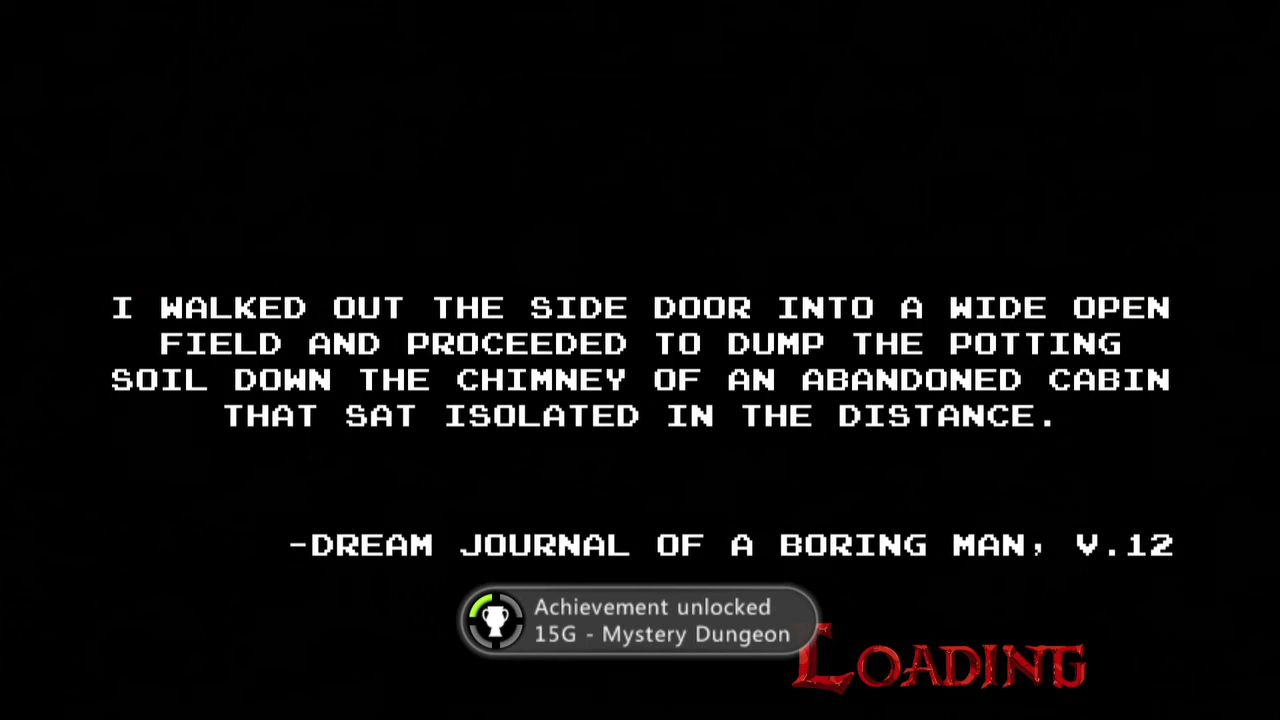 I WALKED OUT THE SIDE DOOR INTO A WIDE OPEN
FIELD AND PROCEEDED TO DUMP THE POTTING
SOIL DOWN THE CHIMNEY OF AN ABANDONED CABIN
THAT SAT ISOLATED IN THE DISTANCE.
-DREAM JOURNAL OF A BORING MAN, V.12
Achievement unlocked
15G - Mystery Dungeon
LOADING